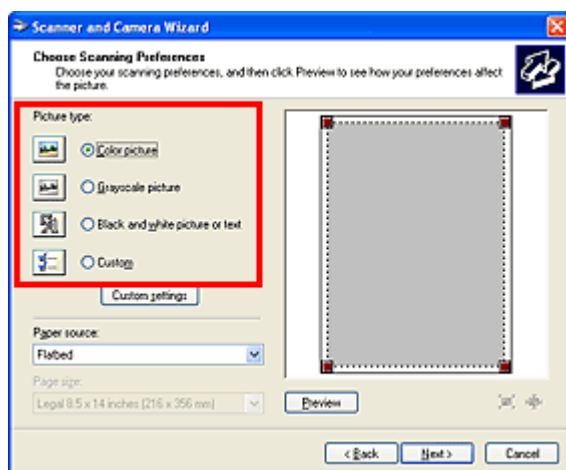 Scanner and Camera Wizard
Choose Scanning Preferences
Choose your scanning preferences, and then click Preview to see how your preferences affect
the picture.
Picture type:
Color picture
Grayscale picture
Black and white picture or text
Custom
Custom settings
Paper source:
Flatbed
Page size:
Legal 8.5 x 14 inches (216 x 356 mm)
Preview
< Back
Next >
Cancel